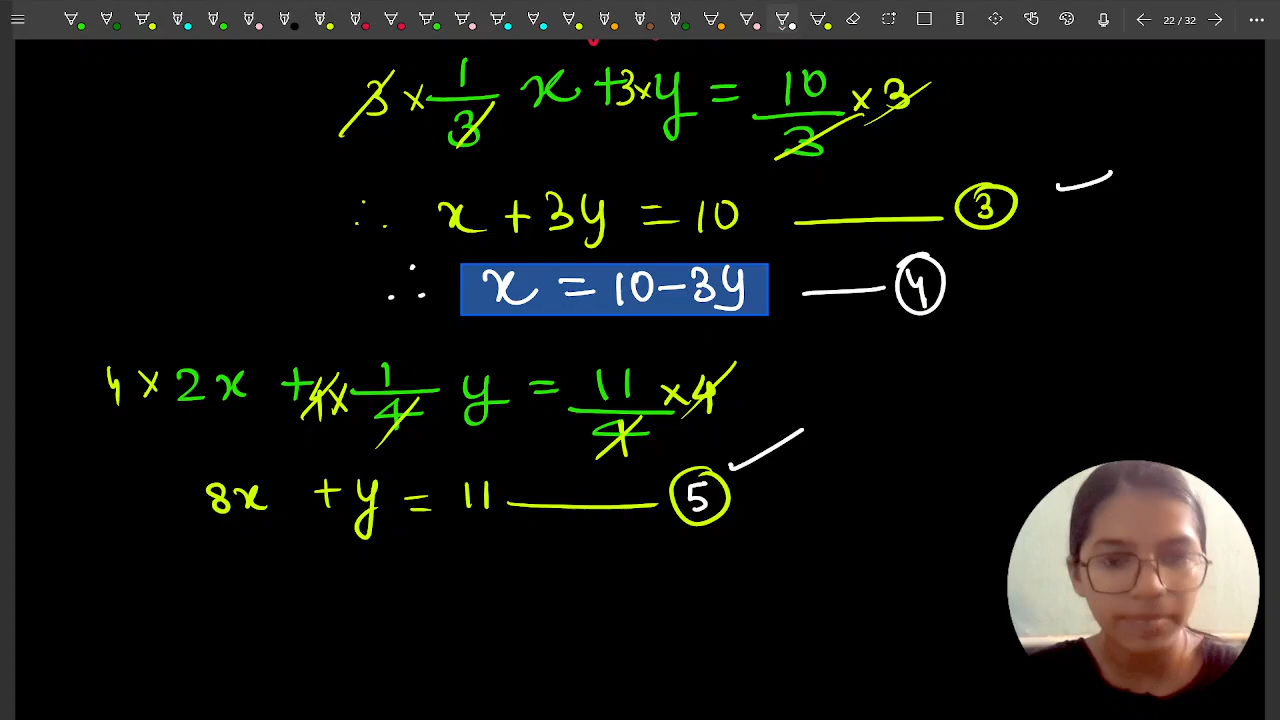 22/32
3 × 1/3 x + 3 × y = 10/3 × 3
∴ x + 3y = 10 ——— ③
∴ x = 10 - 3y —— ④
4 × 2x + 4 × 1/4 y = 11/4 × 4
8x + y = 11 ——— ⑤